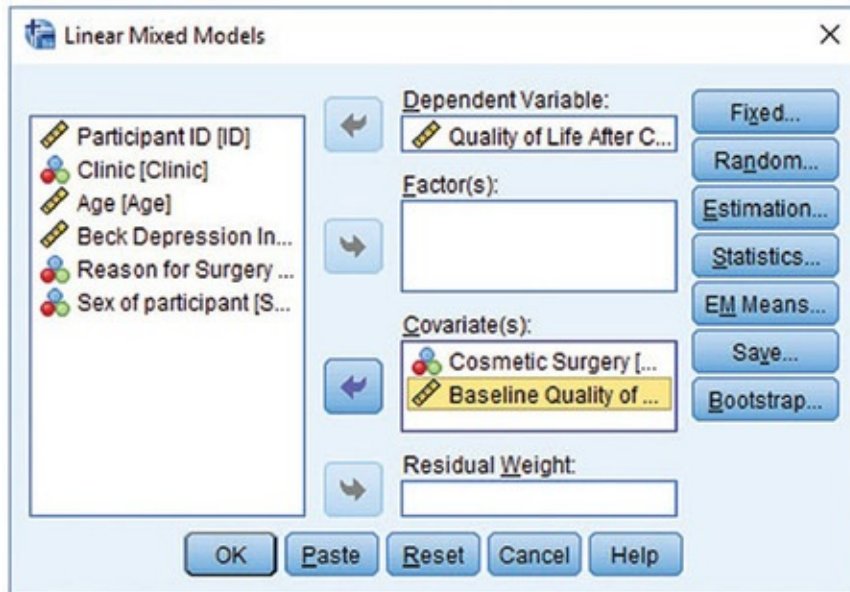 Linear Mixed Models
Participant ID [ID]
Clinic [Clinic]
Age [Age]
Beck Depression In...
Reason for Surgery ...
Sex of participant [S...
Dependent Variable:
Quality of Life After C...
Factor(s):
Covariate(s):
Cosmetic Surgery [...
Baseline Quality of ...
Residual Weight:
Fixed...
Random...
Estimation...
Statistics...
EM Means...
Save...
Bootstrap...
OK
Paste
Reset
Cancel
Help